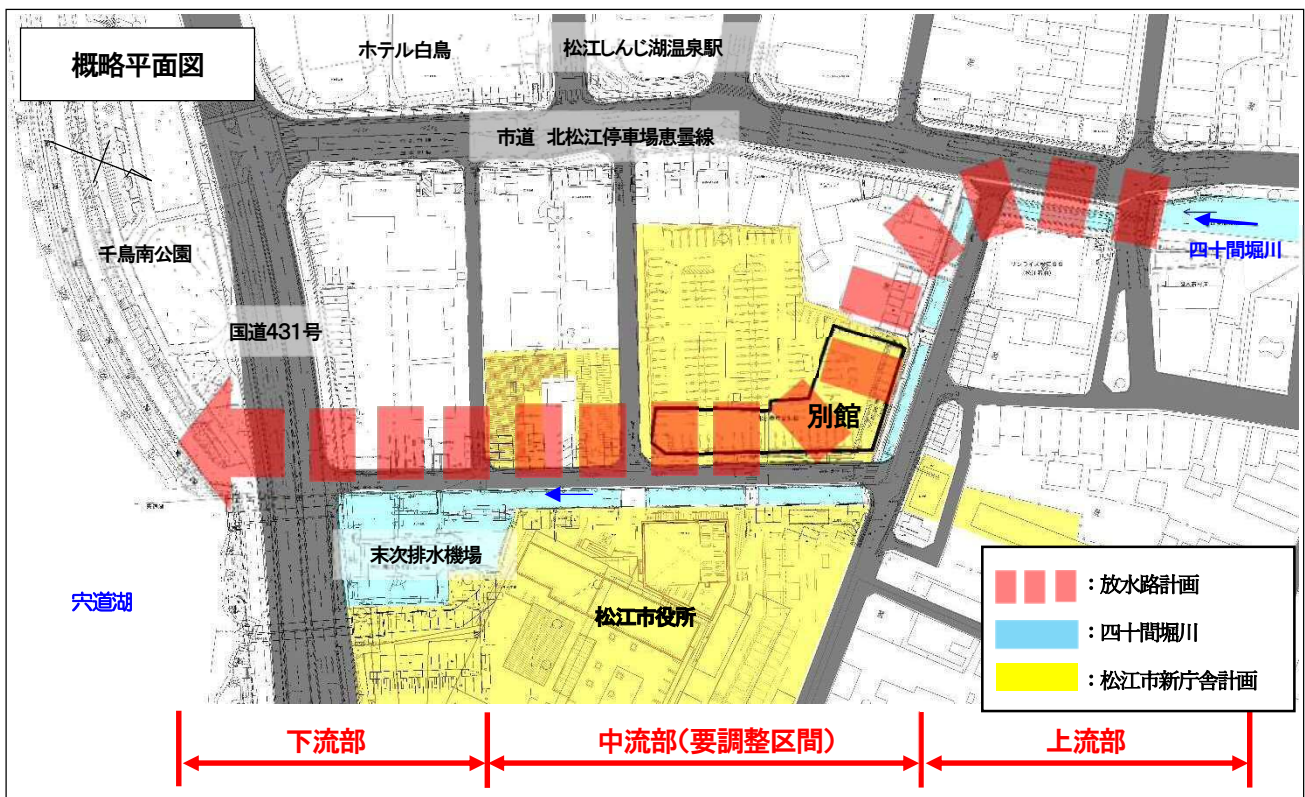 概略平面図
ホテル白鳥
松江しんじ湖温泉駅
市道 北松江停車場恵曇線
四十間堀川
千鳥南公園
国道431号
別館
末次排水機場
宍道湖
松江市役所
:放水路計画
:四十間堀川
:松江市新庁舎計画
下流部
中流部(要調整区間)
上流部